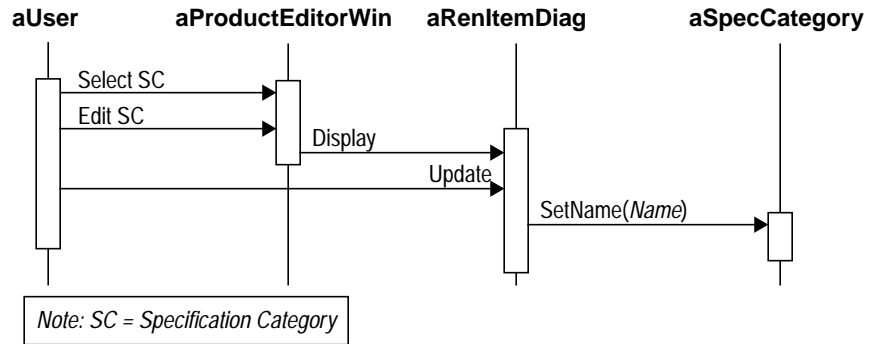 aUser aProductEditorWin aRenItemDiag aSpecCategory
Select SC
Edit SC
Display
Update
SetName(Name)
Note: SC = Specification Category